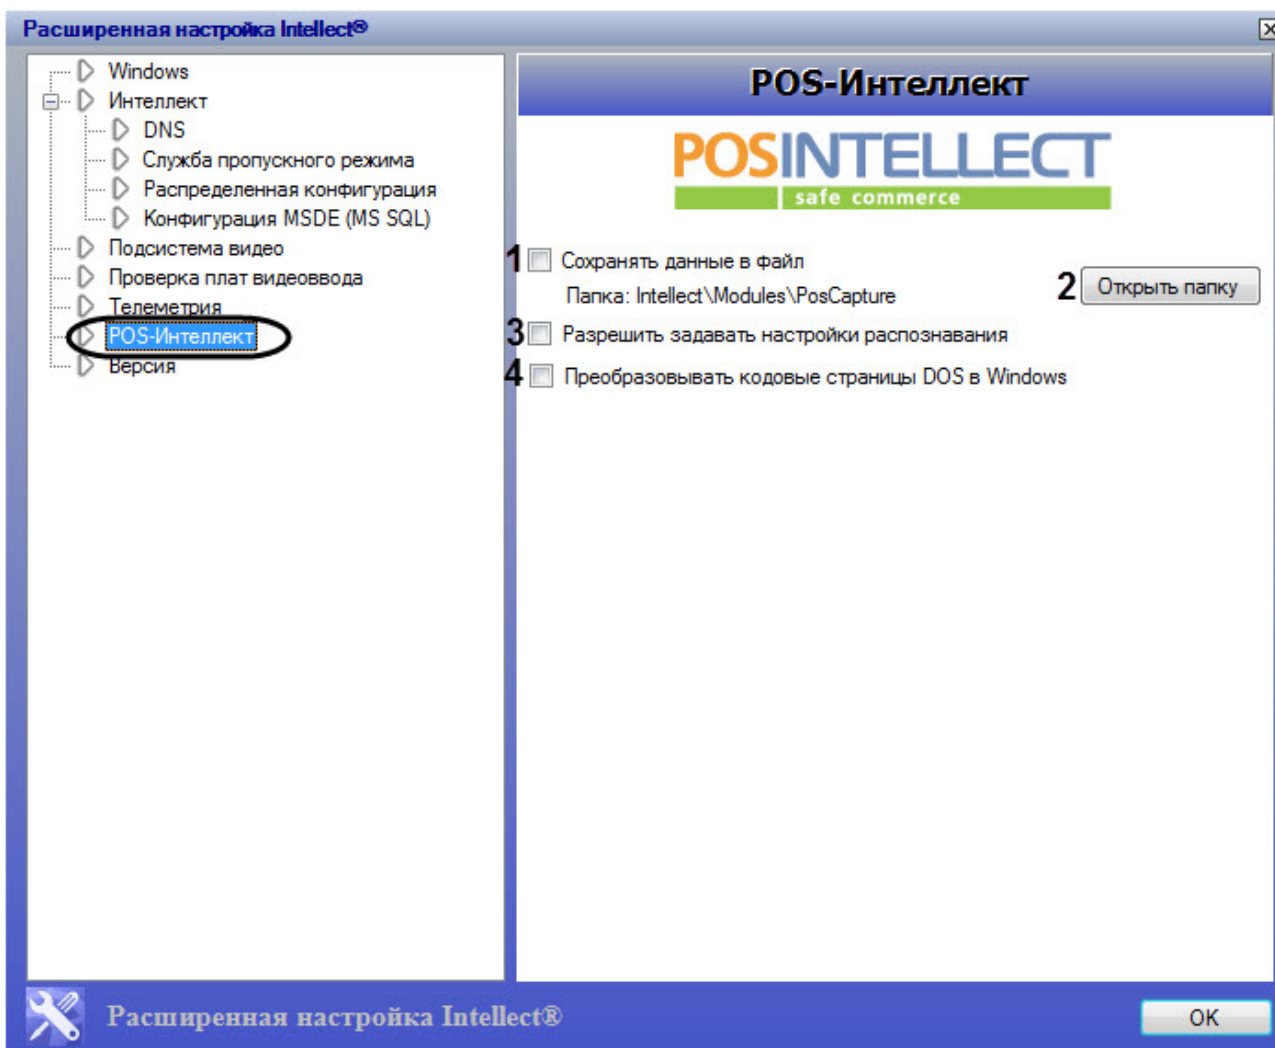 Расширенная настройка Intellect®
Windows
Интеллект
DNS
Служба пропускного режима
Распределенная конфигурация
Конфигурация MSDE (MS SQL)
Подсистема видео
Проверка плат видеоввода
Телеметрия
POS-Интеллект
Версия
POS-Интеллект
POSINTELLECT
safe commerce
1 Сохранять данные в файл
Папка: Intellect\Modules\PosCapture
2 Открыть папку
3 Разрешить задавать настройки распознавания
4 Преобразовывать кодовые страницы DOS в Windows
Расширенная настройка Intellect®
OK